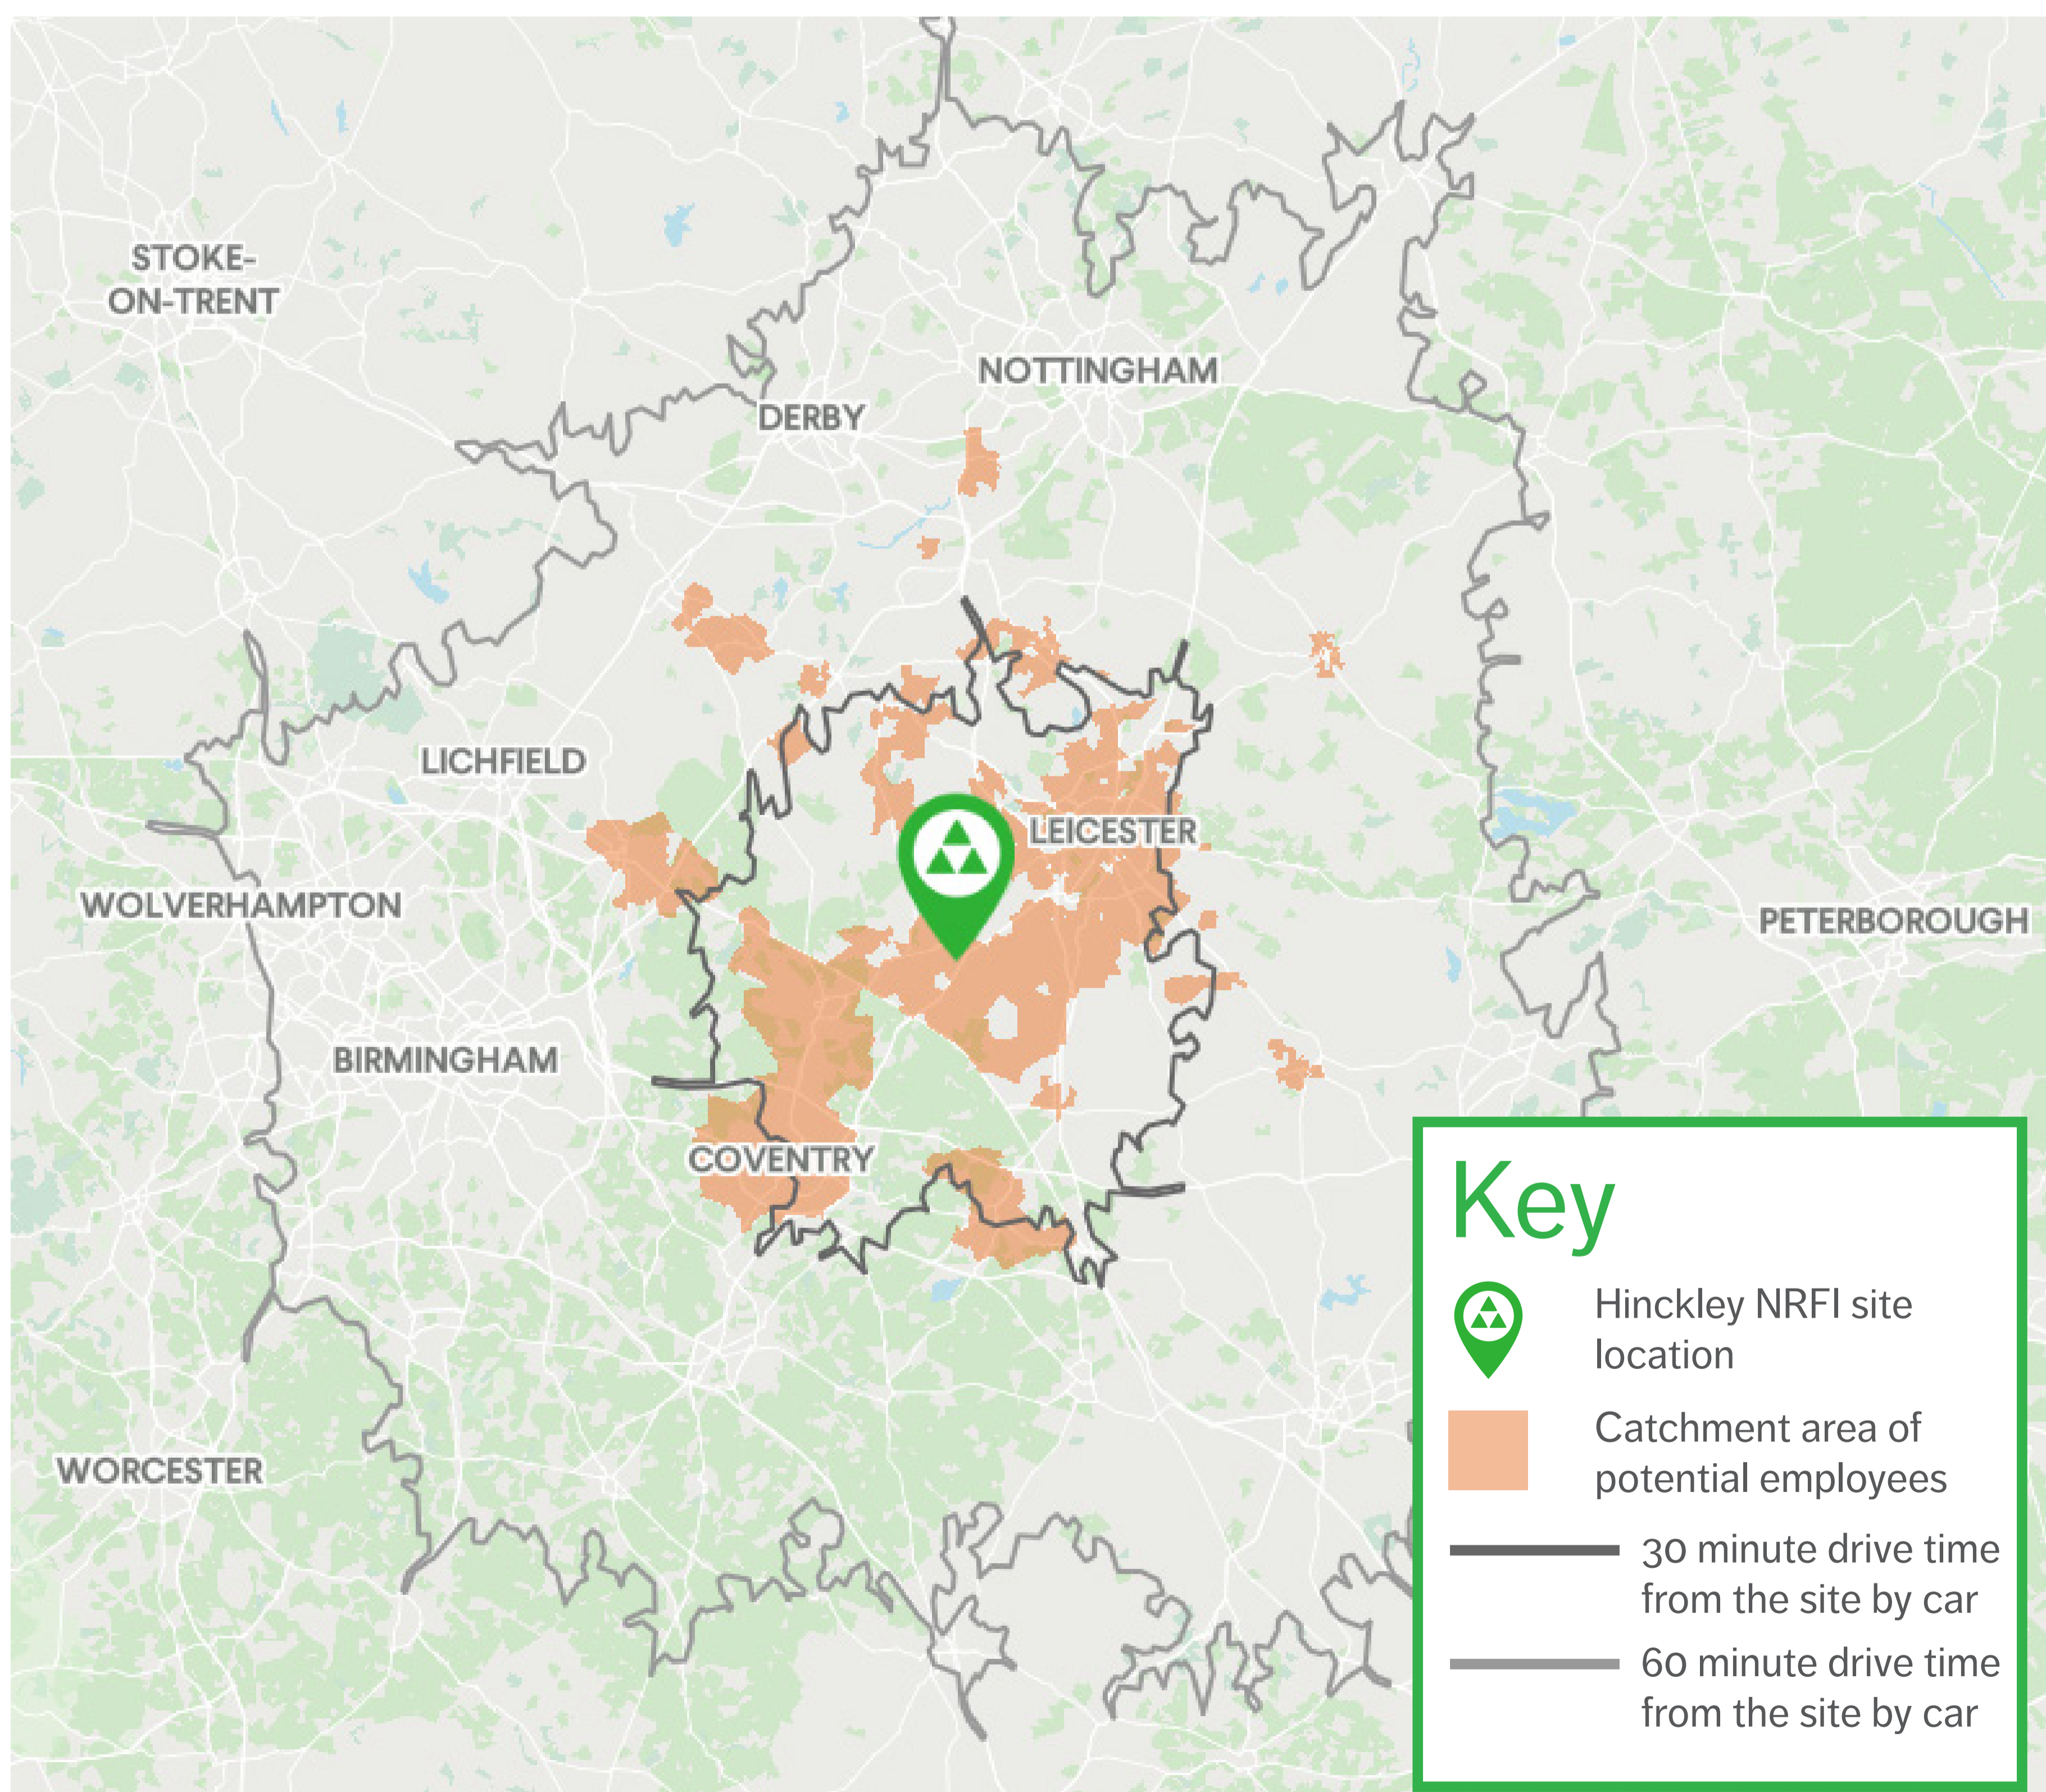 STOKE-
ON-TRENT
NOTTINGHAM
DERBY
LICHFIELD
LEICESTER
WOLVERHAMPTON
PETERBOROUGH
BIRMINGHAM
COVENTRY
WORCESTER
Key
Hinckley NRFI site
location
Catchment area of
potential employees
30 minute drive time
from the site by car
60 minute drive time
from the site by car